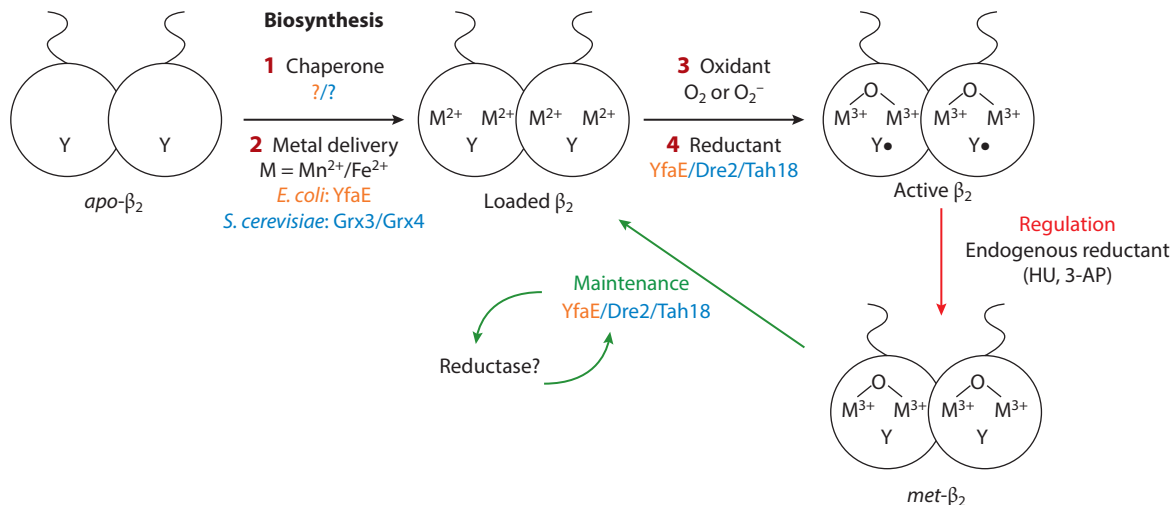 Biosynthesis
1 Chaperone
?/?
2 Metal delivery
M = Mn²⁺/Fe²⁺
E. coli: YfaE
S. cerevisiae: Grx3/Grx4
Y Y
apo-β₂
M²⁺ M²⁺ M²⁺ M²⁺
Y Y
Loaded β₂
3 Oxidant
O₂ or O₂⁻
4 Reductant
YfaE/Dre2/Tah18
O O
M³⁺ M³⁺ M³⁺ M³⁺
Y• Y•
Active β₂
Regulation
Endogenous reductant
(HU, 3-AP)
Maintenance
YfaE/Dre2/Tah18
Reductase?
O O
M³⁺ M³⁺ M³⁺ M³⁺
Y Y
met-β₂